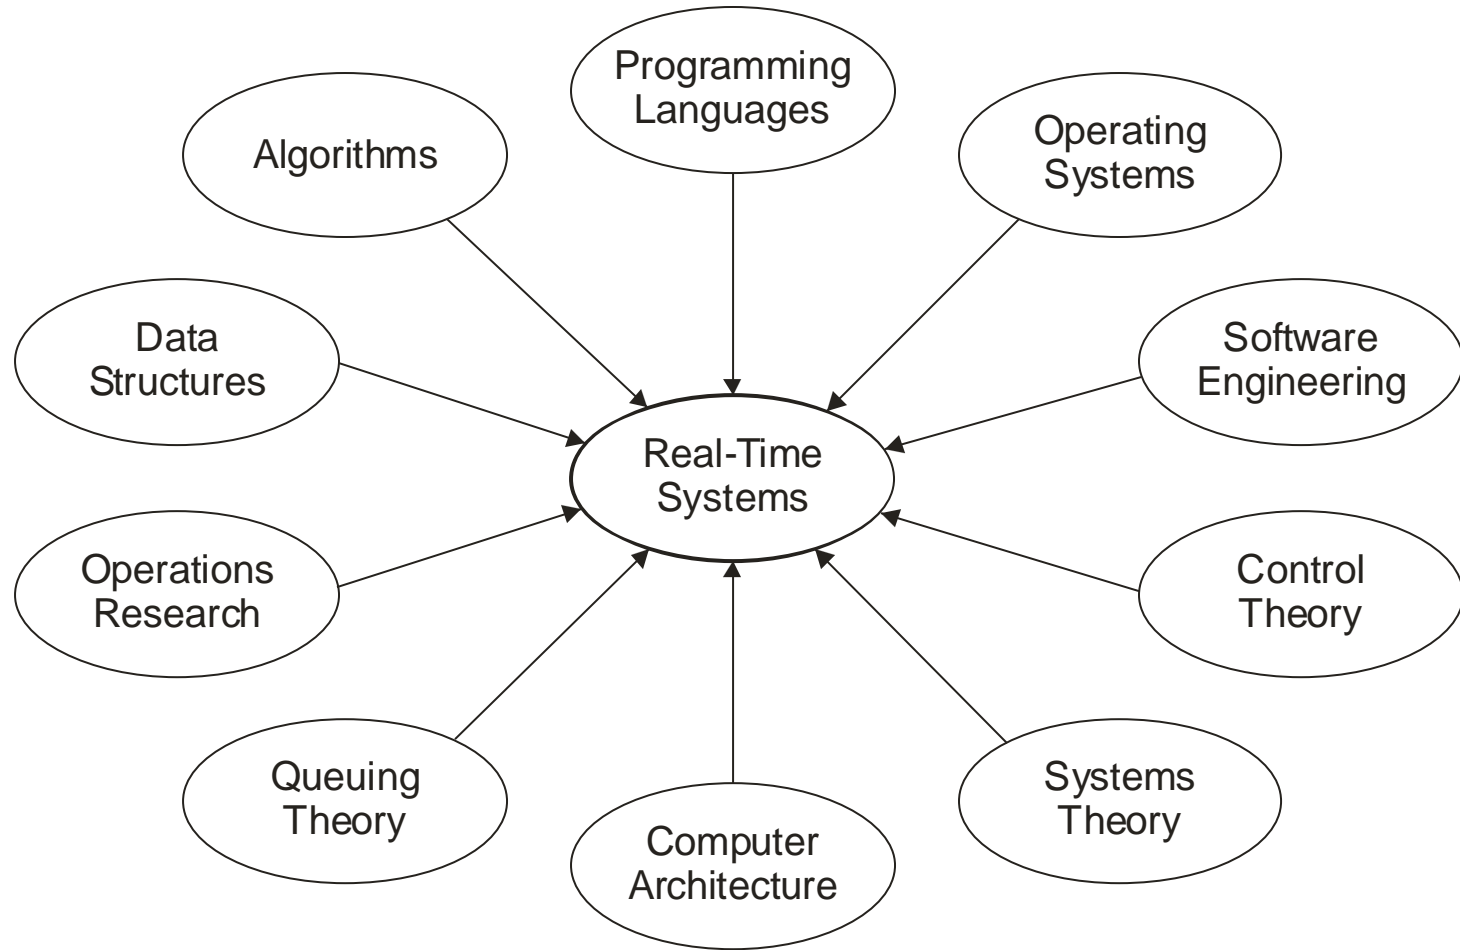 Programming
Languages
Algorithms
Operating
Systems
Data
Structures
Software
Engineering
Real-Time
Systems
Operations
Research
Control
Theory
Queuing
Theory
Systems
Theory
Computer
Architecture